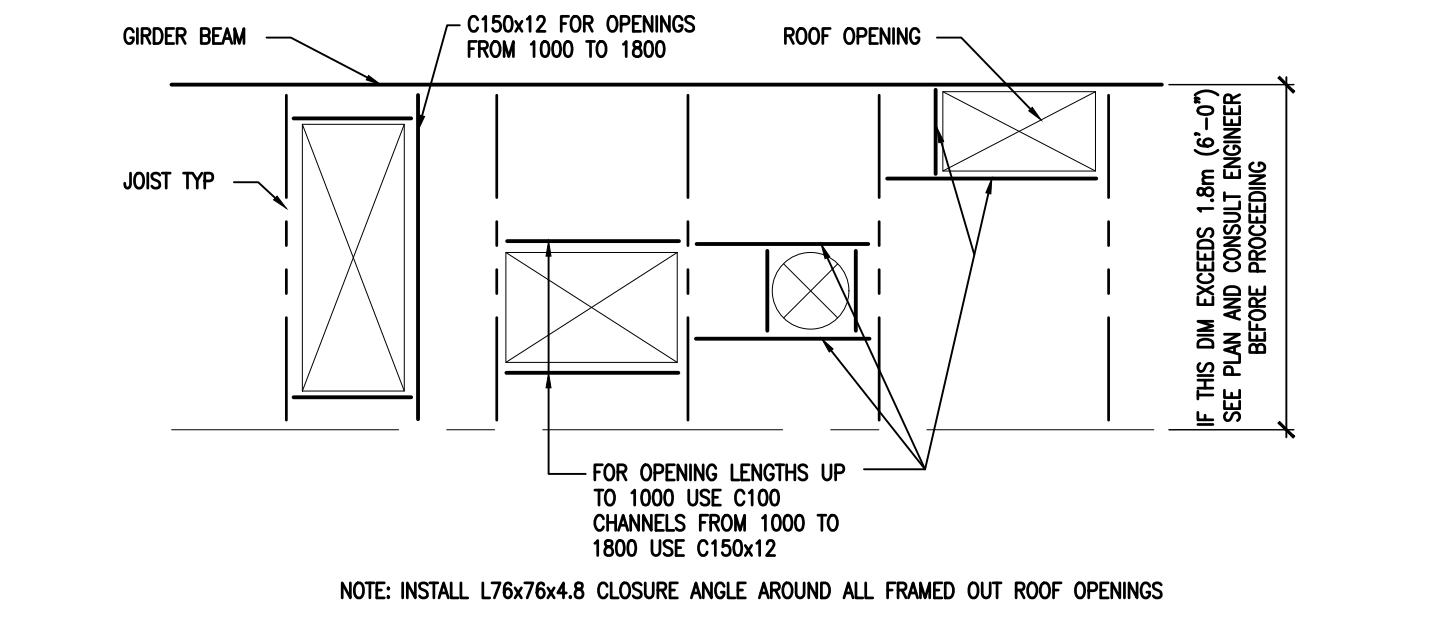 C150x12 FOR OPENINGS
FROM 1000 TO 1800
GIRDER BEAM
ROOF OPENING
JOIST TYP
IF THIS DIM EXCEEDS 1.8m (6'-0")
SEE PLAN AND CONSULT ENGINEER
BEFORE PROCEEDING
FOR OPENING LENGTHS UP
TO 1000 USE C100
CHANNELS FROM 1000 TO
1800 USE C150x12
NOTE: INSTALL L76x76x4.8 CLOSURE ANGLE AROUND ALL FRAMED OUT ROOF OPENINGS